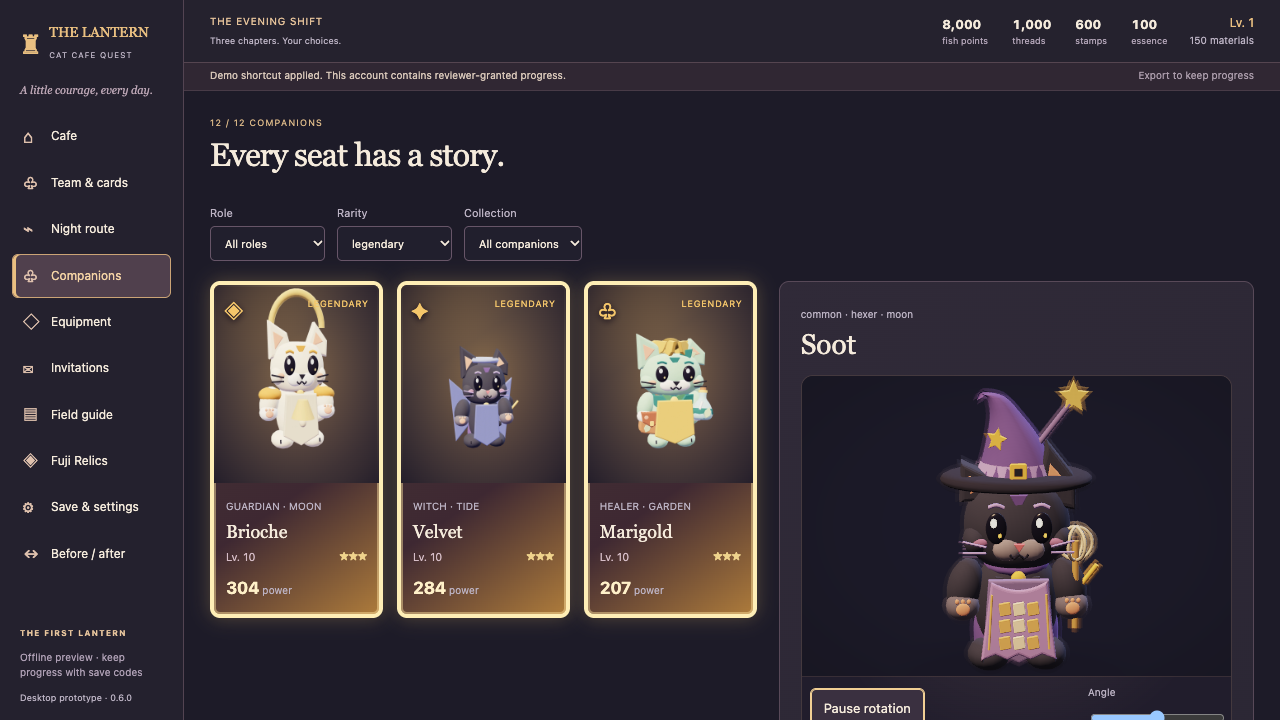 THE LANTERN
CAT CAFE QUEST
A little courage, every day.
Cafe
Team & cards
Night route
Companions
Equipment
Invitations
Field guide
Fuji Relics
Save & settings
Before / after
THE FIRST LANTERN
Offline preview · keep
progress with save codes
Desktop prototype · 0.6.0
THE EVENING SHIFT
Three chapters. Your choices.
8,000
fish points
1,000
threads
600
stamps
100
essence
Lv. 1
150 materials
Demo shortcut applied. This account contains reviewer-granted progress.
Export to keep progress
12 / 12 COMPANIONS
Every seat has a story.
Role
All roles
Rarity
legendary
Collection
All companions
LEGENDARY
GUARDIAN · MOON
Brioche
Lv. 10
304 power
LEGENDARY
WITCH · TIDE
Velvet
Lv. 10
284 power
LEGENDARY
HEALER · GARDEN
Marigold
Lv. 10
207 power
common · hexer · moon
Soot
Pause rotation
Angle